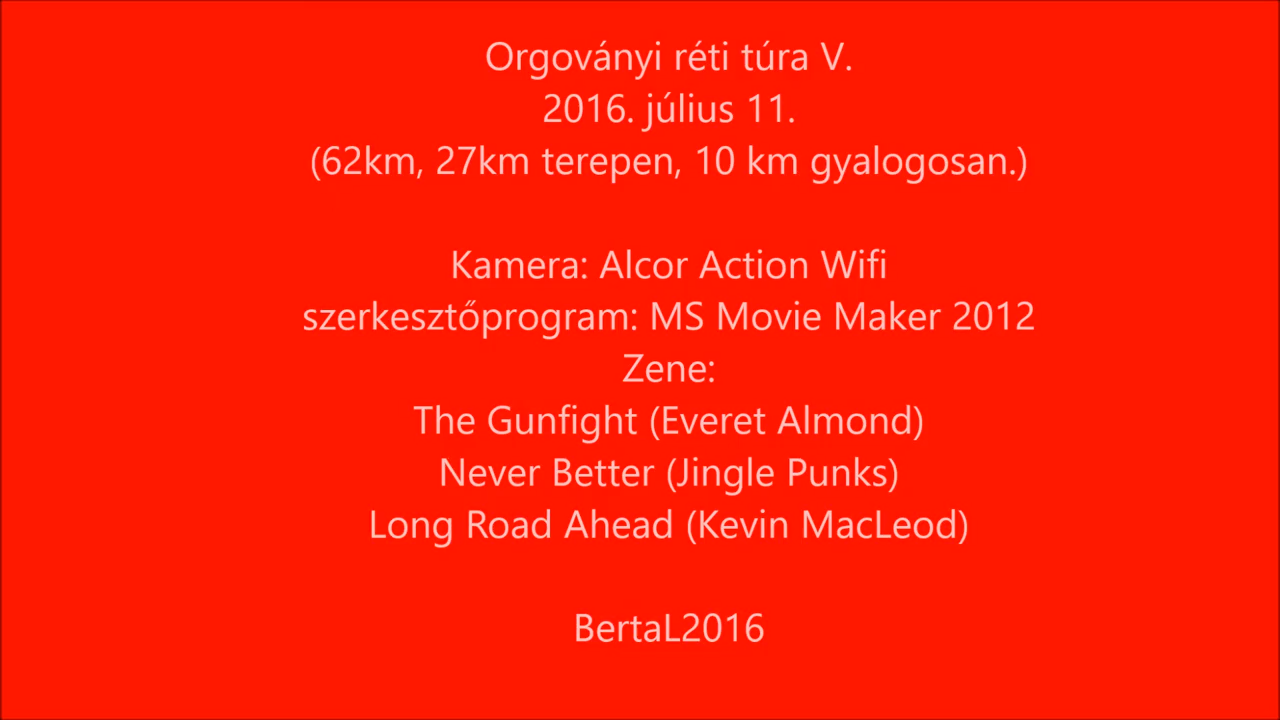 Orgoványi réti túra V.
2016. július 11.
(62km, 27km terepen, 10 km gyalogosan.)
Kamera: Alcor Action Wifi
szerkesztőprogram: MS Movie Maker 2012
Zene:
The Gunfight (Everet Almond)
Never Better (Jingle Punks)
Long Road Ahead (Kevin MacLeod)
BertaL2016